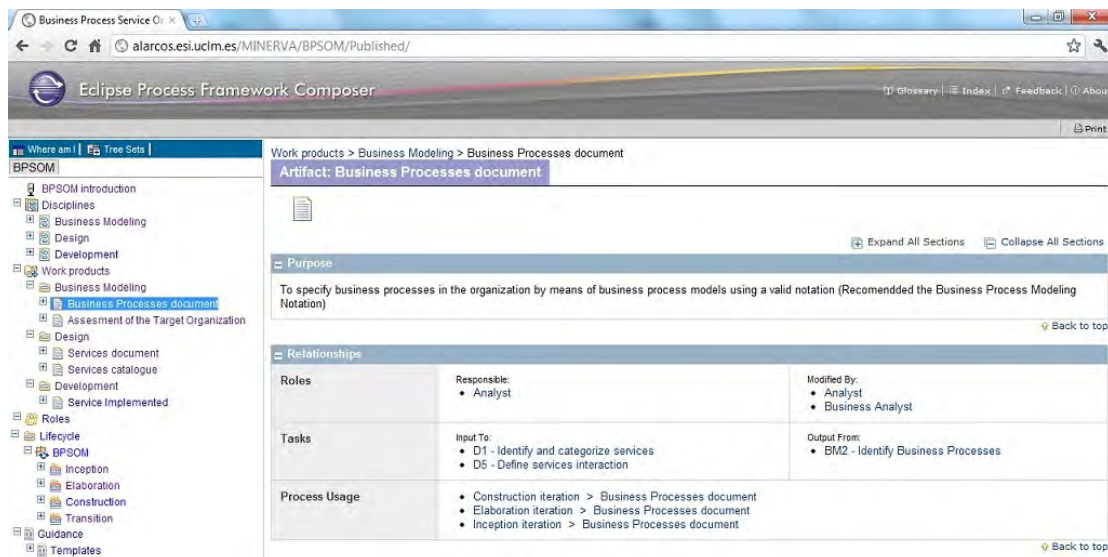 Business Process Service Or
alarcos.esi.uclm.es/MINERVA/BPSOM/Published/
Eclipse Process Framework Composer
Glossary | Index | Feedback | Abou
Print
Where am I | Tree Sets |
BPSOM
BPSOM introduction
Disciplines
Business Modeling
Design
Development
Work products
Business Modeling
Business Processes document
Assesment of the Target Organization
Design
Services document
Services catalogue
Development
Service Implemented
Roles
Lifecycle
BPSOM
Inception
Elaboration
Construction
Transition
Guidance
Templates
Work products > Business Modeling > Business Processes document
Artifact: Business Processes document
Expand All Sections Collapse All Sections
Purpose
To specify business processes in the organization by means of business process models using a valid notation (Recomendded the Business Process Modeling
Notation)
Back to top
Relationships
Roles
Responsible:
• Analyst
Modified By:
• Analyst
• Business Analyst
Tasks
Input To:
• D1 - Identify and categorize services
• D5 - Define services interaction
Output From:
• BM2 - Identify Business Processes
Process Usage
• Construction iteration > Business Processes document
• Elaboration iteration > Business Processes document
• Inception iteration > Business Processes document
Back to top